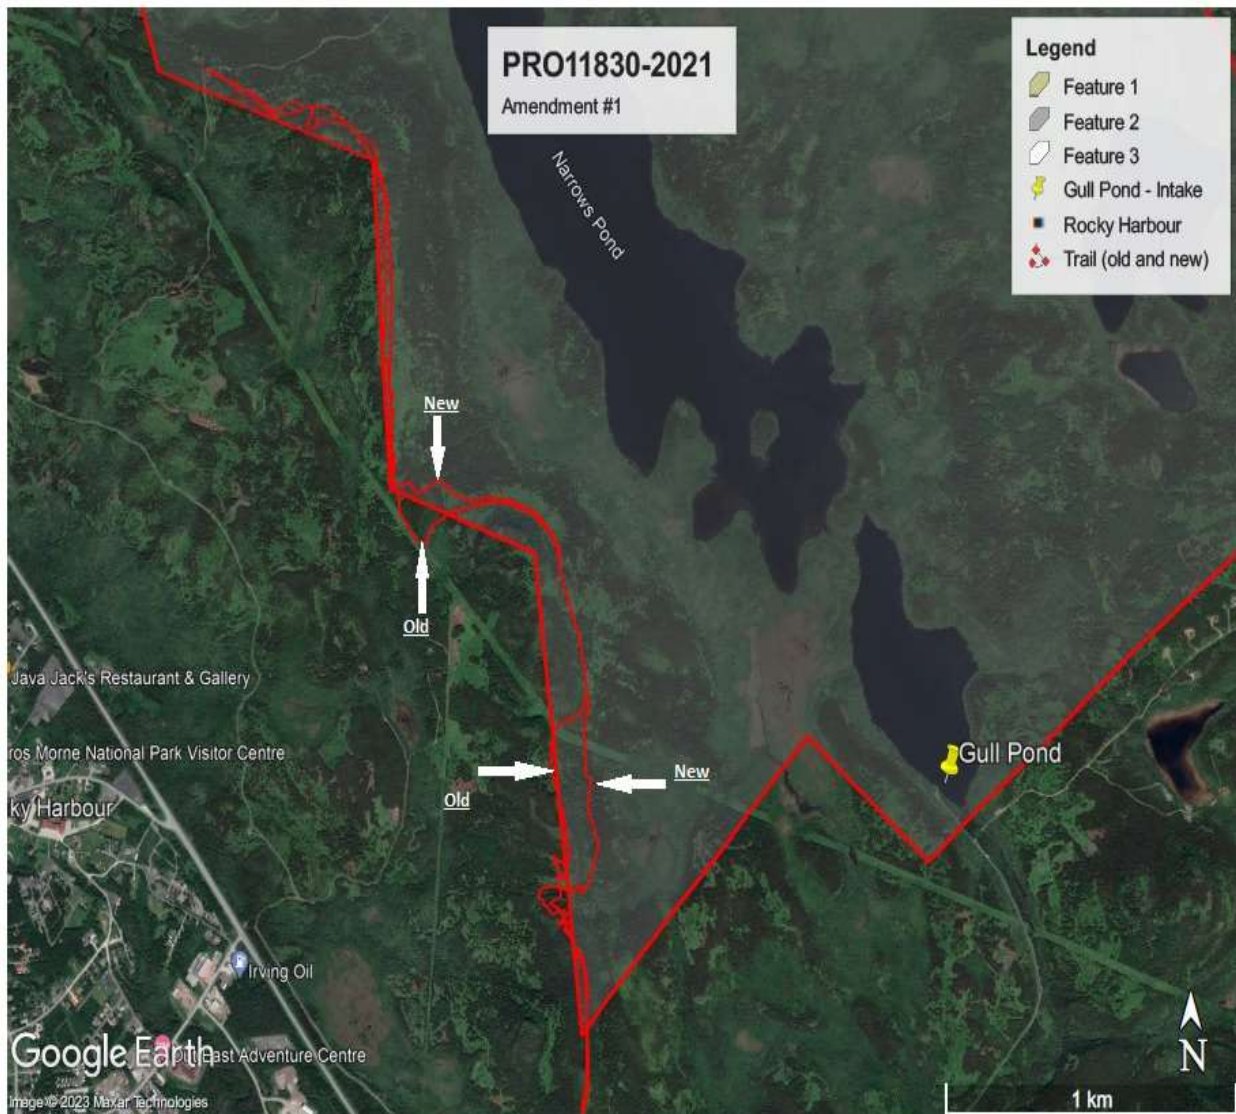 PRO11830-2021
Amendment #1
Legend
Feature 1
Feature 2
Feature 3
Gull Pond - Intake
Rocky Harbour
Trail (old and new)
Narrows Pond
New
Old
Java Jack's Restaurant & Gallery
ros Morne National Park Visitor Centre
ky Harbour
Gull Pond
New
Old
Irving Oil
Google Earth
East Adventure Centre
Image © 2023 Maxar Technologies
N
1 km